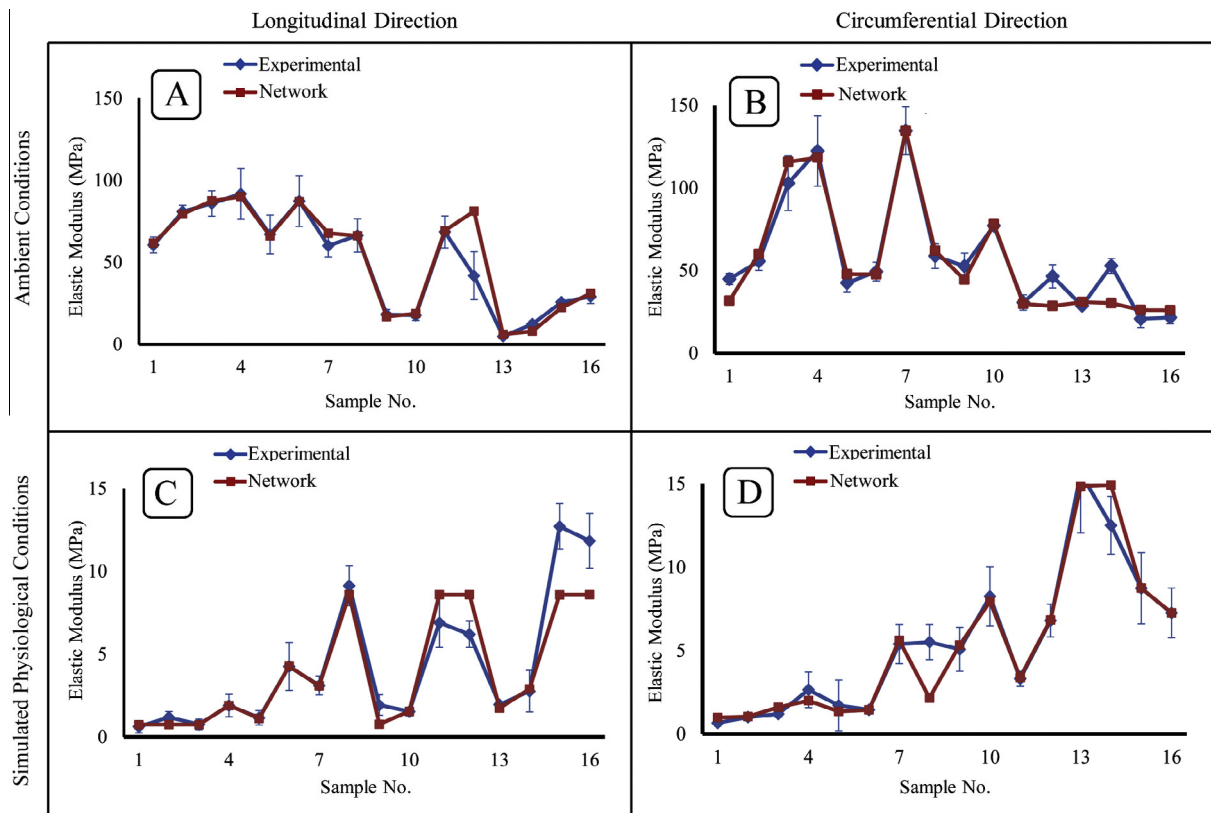 Longitudinal Direction
Circumferential Direction
Ambient Conditions
A
Experimental
Network
150
100
50
0
Elastic Modulus (MPa)
1 4 7 10 13 16
Sample No.
B
Experimental
Network
150
100
50
0
Elastic Modulus (MPa)
1 4 7 10 13 16
Sample No.
Simulated Physiological Conditions
C
Experimental
Network
15
10
5
0
Elastic Modulus (MPa)
1 4 7 10 13 16
Sample No.
D
Experimental
Network
15
10
5
0
Elastic Modulus (MPa)
1 4 7 10 13 16
Sample No.